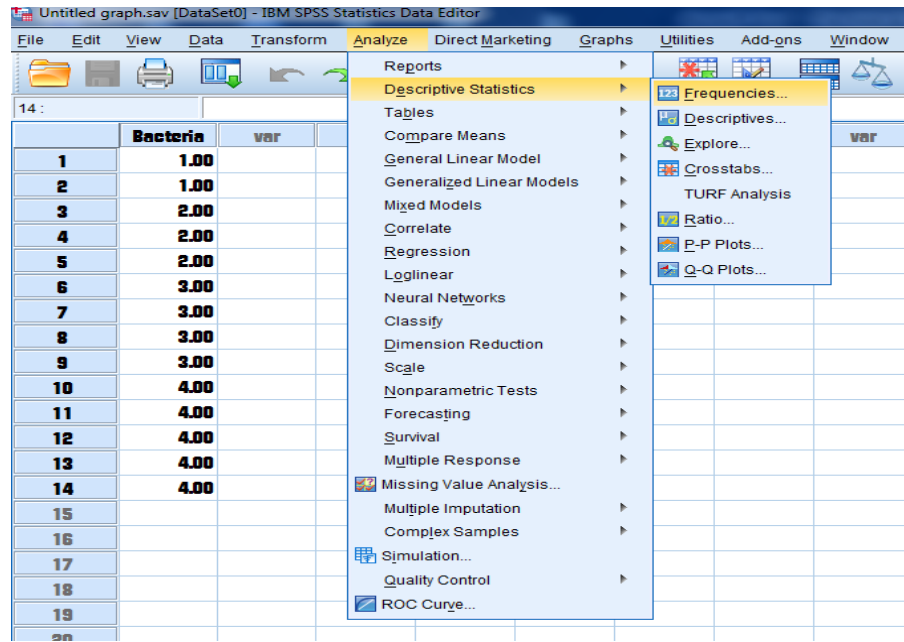 Untitled graph.sav [DataSet0] - IBM SPSS Statistics Data Editor
File Edit View Data Transform Analyze Direct Marketing Graphs Utilities Add-ons Window
14 :
Bacteria var var
1 1.00
2 1.00
3 2.00
4 2.00
5 2.00
6 3.00
7 3.00
8 3.00
9 3.00
10 4.00
11 4.00
12 4.00
13 4.00
14 4.00
15
16
17
18
19
20
Reports
Descriptive Statistics
Tables
Compare Means
General Linear Model
Generalized Linear Models
Mixed Models
Correlate
Regression
Loglinear
Neural Networks
Classify
Dimension Reduction
Scale
Nonparametric Tests
Forecasting
Survival
Multiple Response
Missing Value Analysis...
Multiple Imputation
Complex Samples
Simulation...
Quality Control
ROC Curve...
123 Frequencies...
Descriptives...
Explore...
Crosstabs...
TURF Analysis
1/2 Ratio...
P-P Plots...
Q-Q Plots...